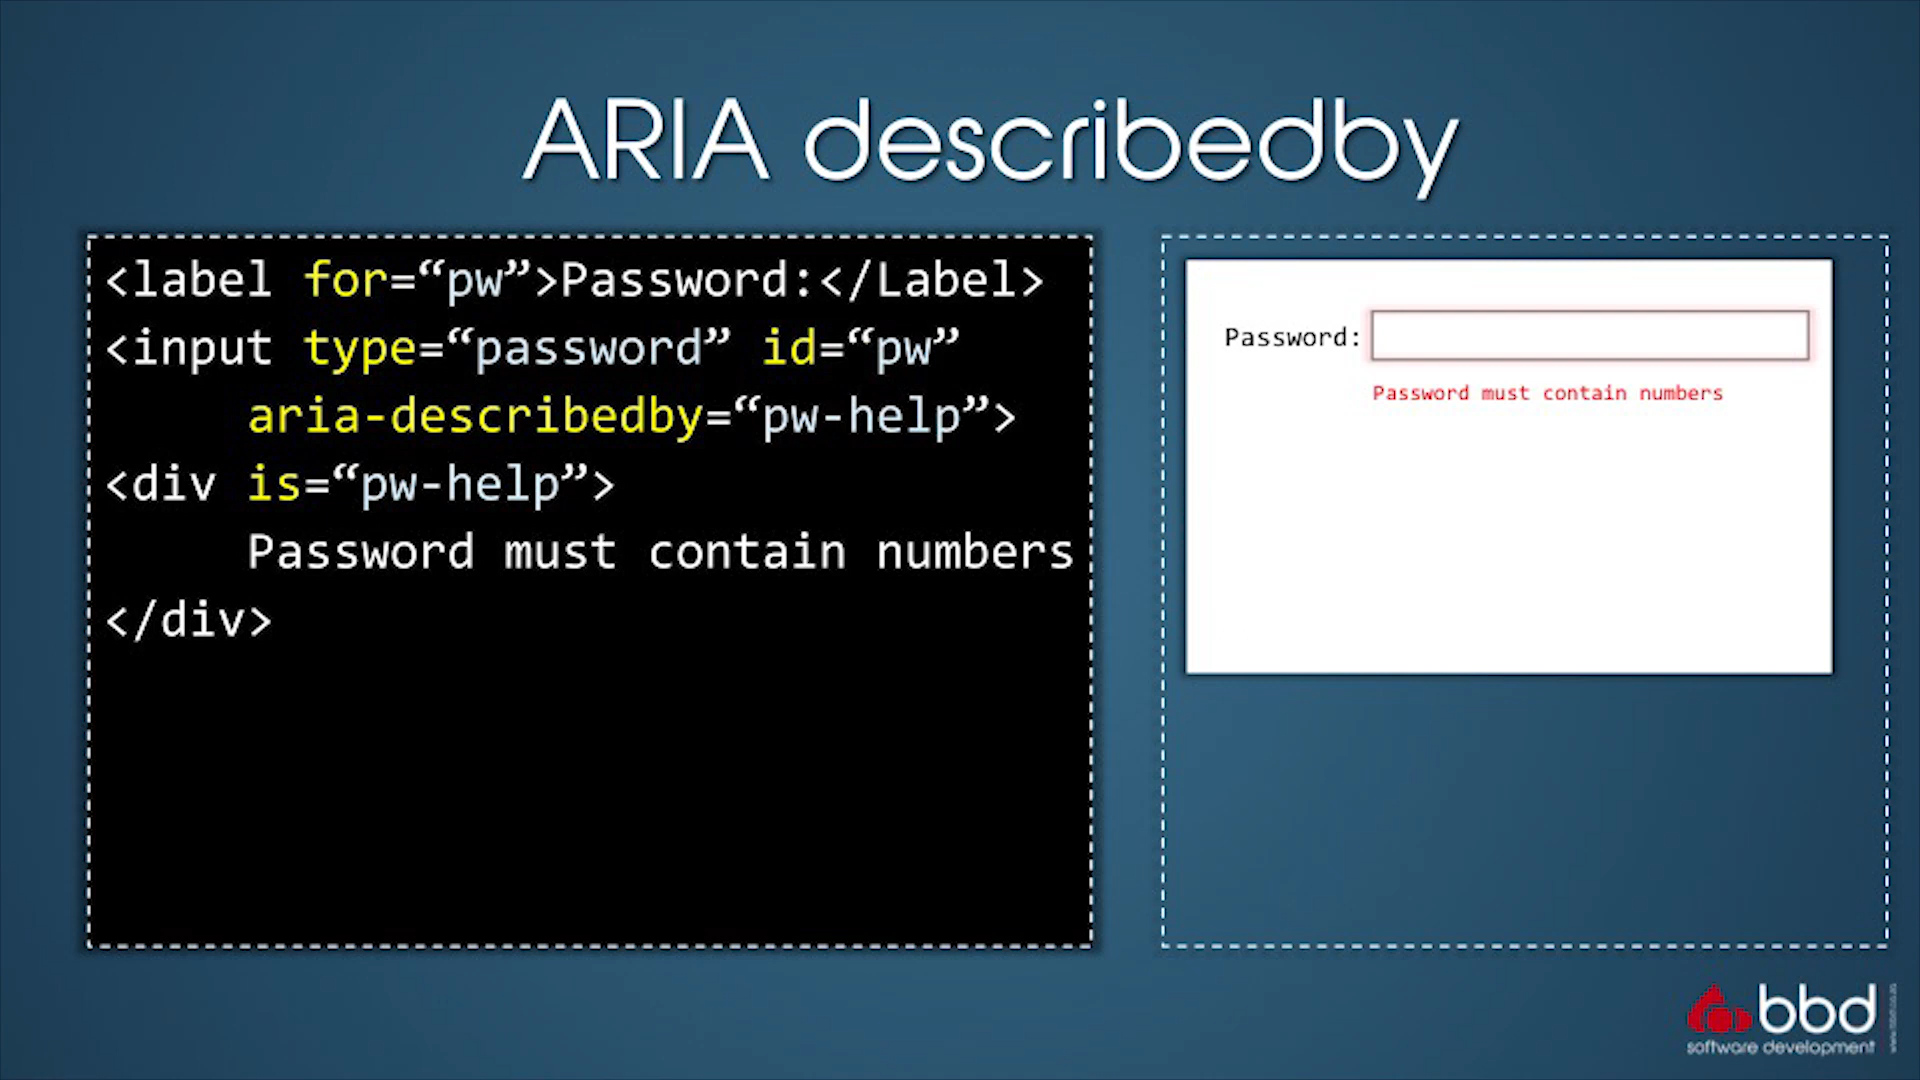 ARIA describedby
<label for=“pw”>Password:</Label>
<input type=“password” id=“pw”
aria-describedby=“pw-help”>
<div is=“pw-help”>
Password must contain numbers
</div>
Password:
Password must contain numbers
bbd
software development